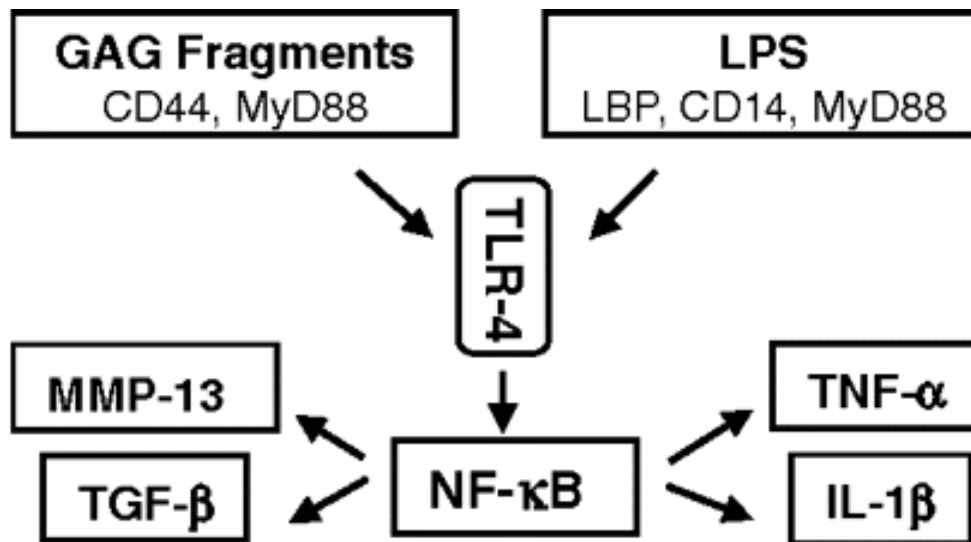 GAG Fragments
CD44, MyD88
LPS
LBP, CD14, MyD88
TLR-4
MMP-13
TNF-α
TGF-β
NF-κB
IL-1β